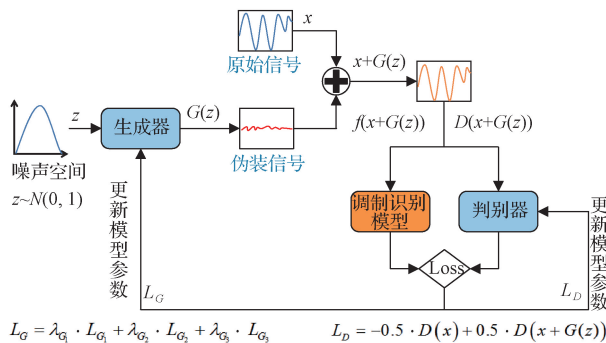 x
原始信号
x+G(z)
z
生成器
G(z)
伪装信号
f(x+G(z))
D(x+G(z))
噪声空间
z~N(0, 1)
更新模型参数
调制识别
模型
判别器
更新模型参数
Loss
L_G
L_D
L_G = λ_{G_1} · L_{G_1} + λ_{G_2} · L_{G_2} + λ_{G_3} · L_{G_3}
L_D = −0.5 · D(x) + 0.5 · D(x + G(z))